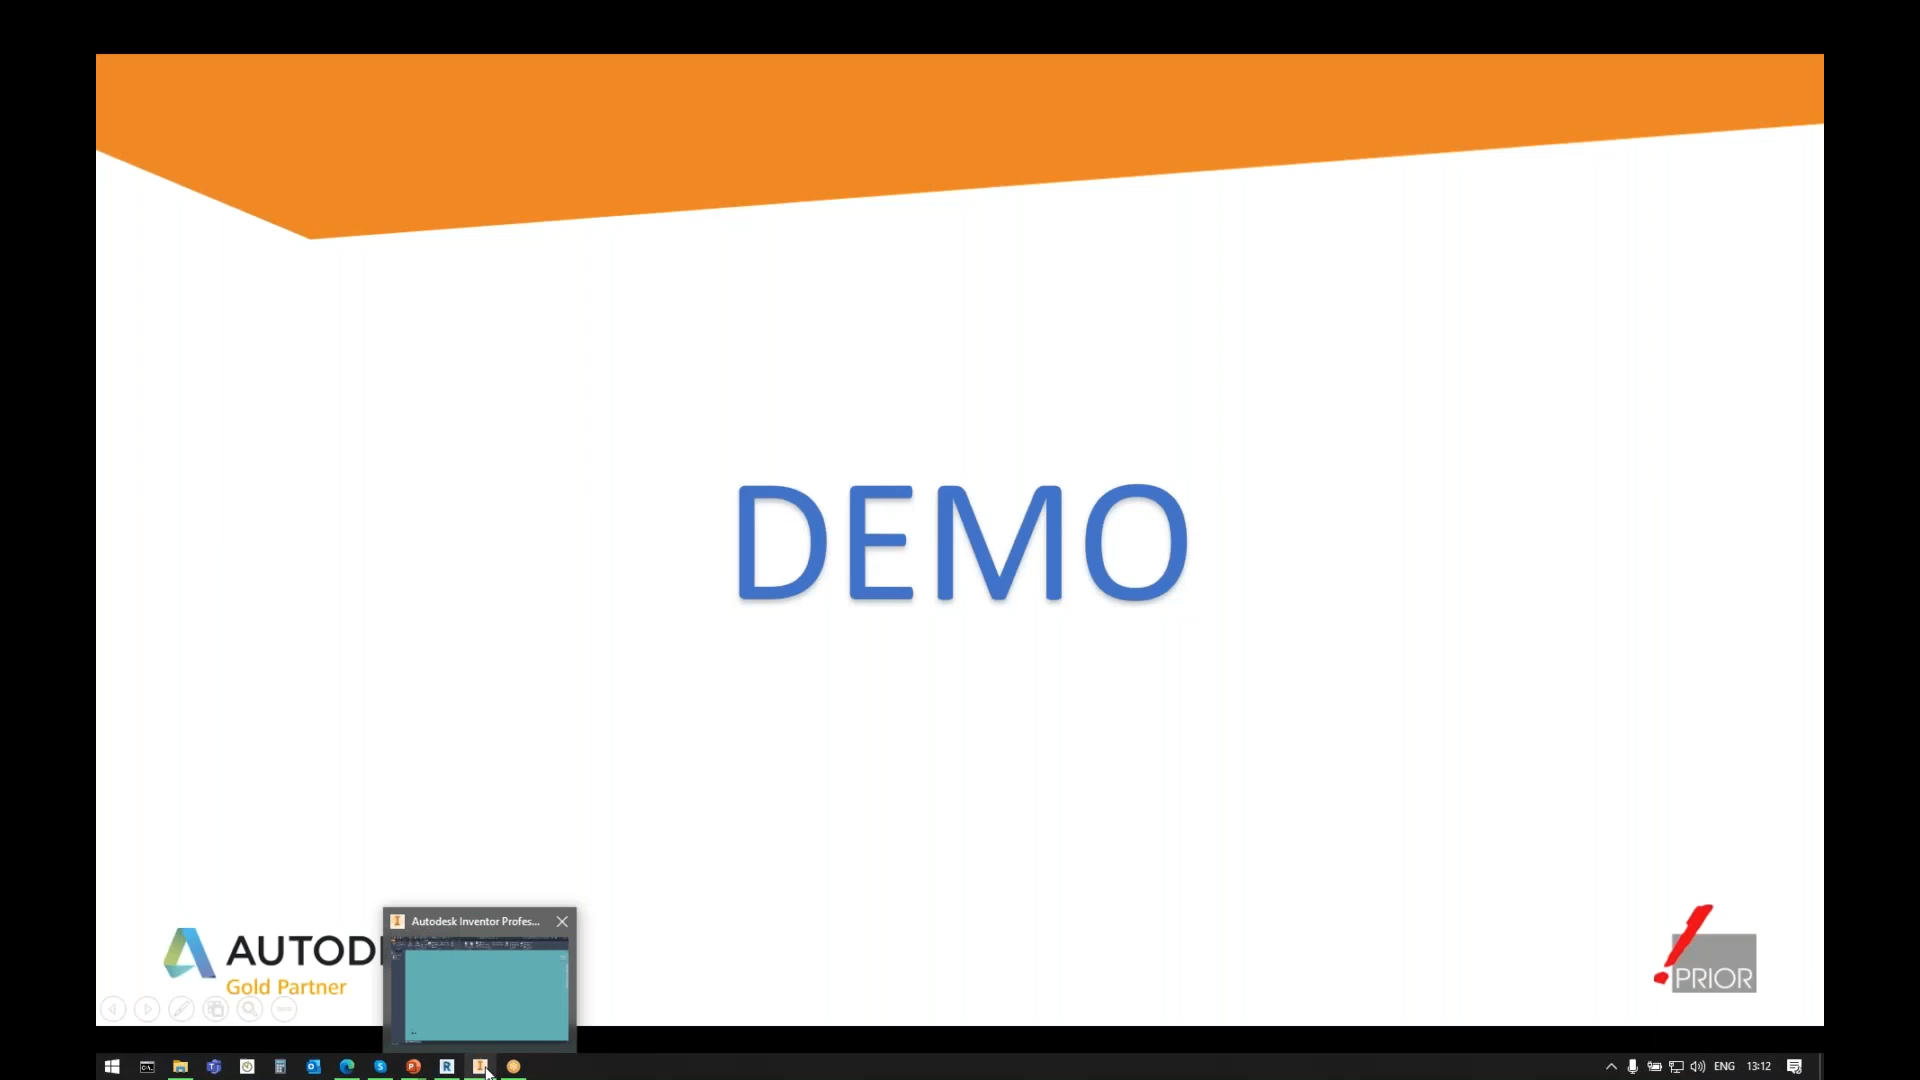 DEMO
AUTOD
Gold Partner
Autodesk Inventor Profes...
PRIOR
ENG
13:12